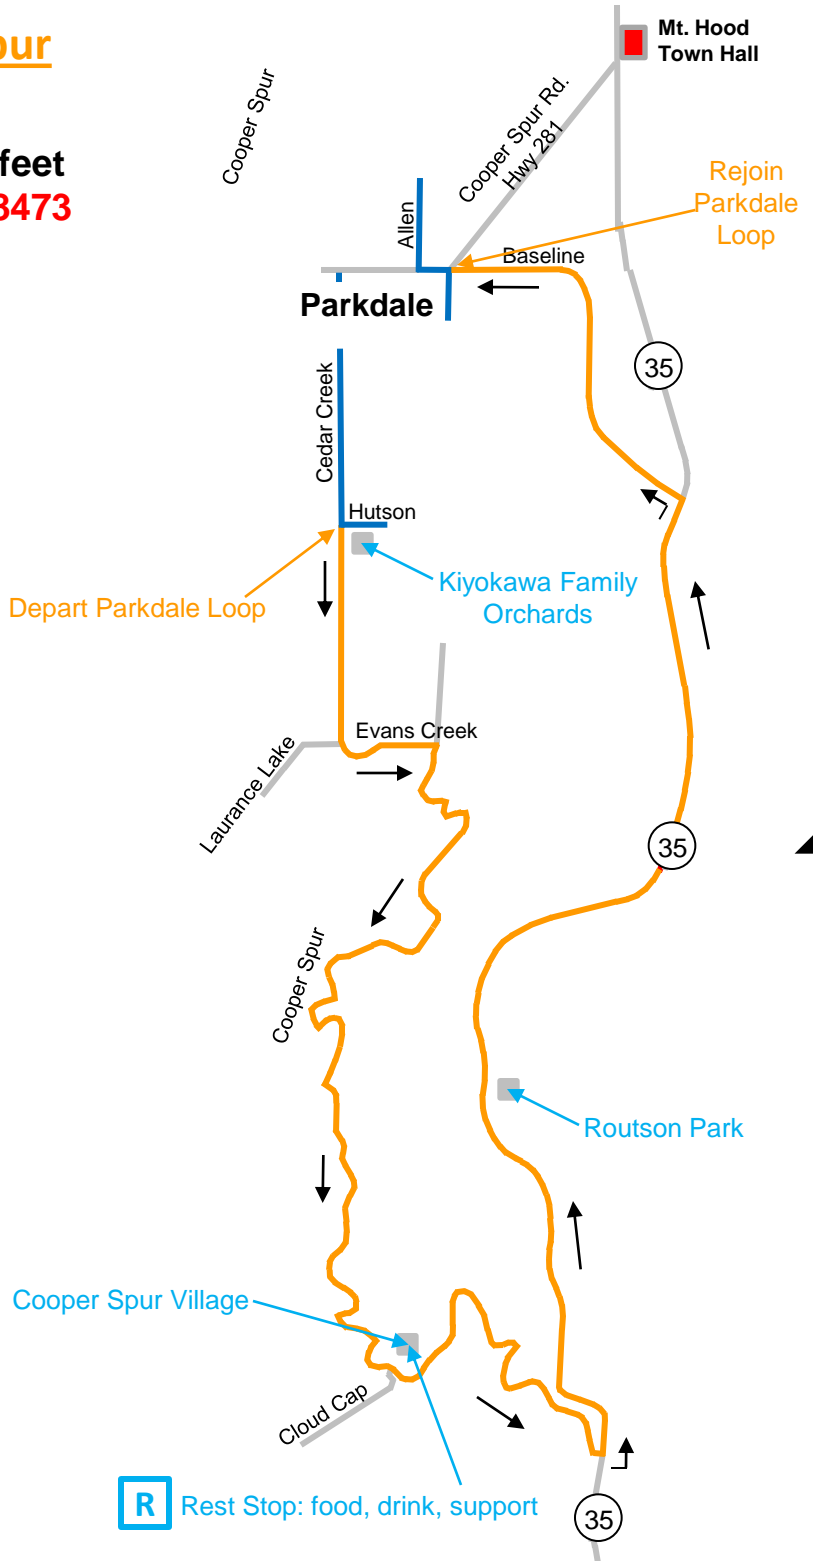 pur
feet
3473
Mt. Hood
Town Hall
Cooper Spur
Cooper Spur Rd.
Hwy 281
Rejoin
Parkdale
Loop
Allen
Baseline
Parkdale
35
Cedar Creek
Hutson
Kiyokawa Family
Orchards
Depart Parkdale Loop
Evans Creek
Laurance Lake
35
Cooper Spur
Routson Park
Cooper Spur Village
Cloud Cap
R Rest Stop: food, drink, support
35